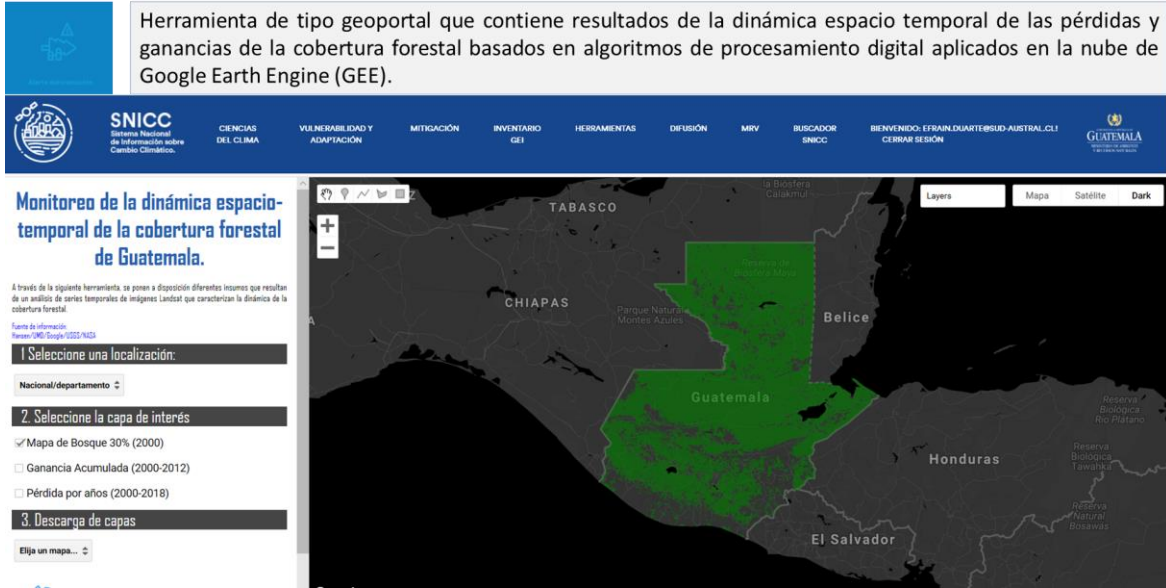 Herramienta de tipo geoportal que contiene resultados de la dinámica espacio temporal de las pérdidas y
ganancias de la cobertura forestal basados en algoritmos de procesamiento digital aplicados en la nube de
Google Earth Engine (GEE).
SNICC
Sistema Nacional
de Información sobre
Cambio Climático.
CIENCIAS
DEL CLIMA
VULNERABILIDAD Y
ADAPTACIÓN
MITIGACIÓN
INVENTARIO
GEI
HERRAMIENTAS
DIFUSIÓN
MRV
BUSCADOR
SNICC
BIENVENIDO: EFRAIN.DUARTE@SUD-AUSTRAL.CL!
CERRAR SESIÓN
GUATEMALA
Monitoreo de la dinámica espacio-
temporal de la cobertura forestal
de Guatemala.
A través de la siguiente herramienta, se ponen a disposición diferentes insumos que resultan
de un análisis de series temporales de imágenes Landsat que caracterizan la dinámica de la
cobertura forestal.
Fuente de información:
Hansen/UMD/Google/USGS/NASA
1 Seleccione una localización:
Nacional/departamento
2. Seleccione la capa de interés
Mapa de Bosque 30% (2000)
Ganancia Acumulada (2000-2012)
Pérdida por años (2000-2018)
3. Descarga de capas
Elija un mapa...
Layers
Mapa
Satélite
Dark
la Biósfera
Calakmul
TABASCO
Reserva de
Biósfera Maya
CHIAPAS
Parque Natural
Montes Azules
Belice
Guatemala
Reserva
Biológica
Río Plátano
Honduras
Reserva
Biológica
Tawahka
Reserva
Natural
Bosawás
El Salvador